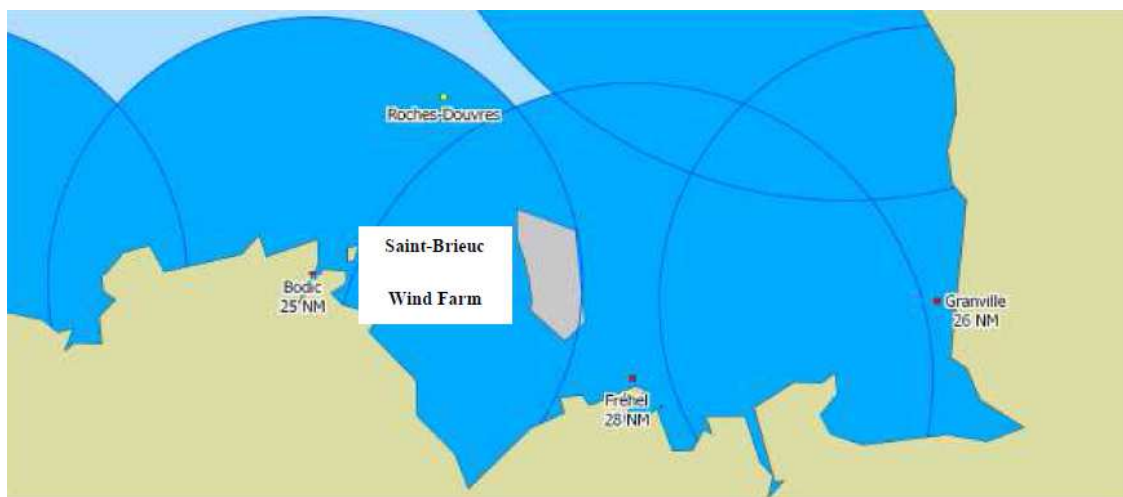 Roches-Douvres
Saint-Brieuc
Wind Farm
Bodic
25 NM
Granville
26 NM
Fréhel
28 NM